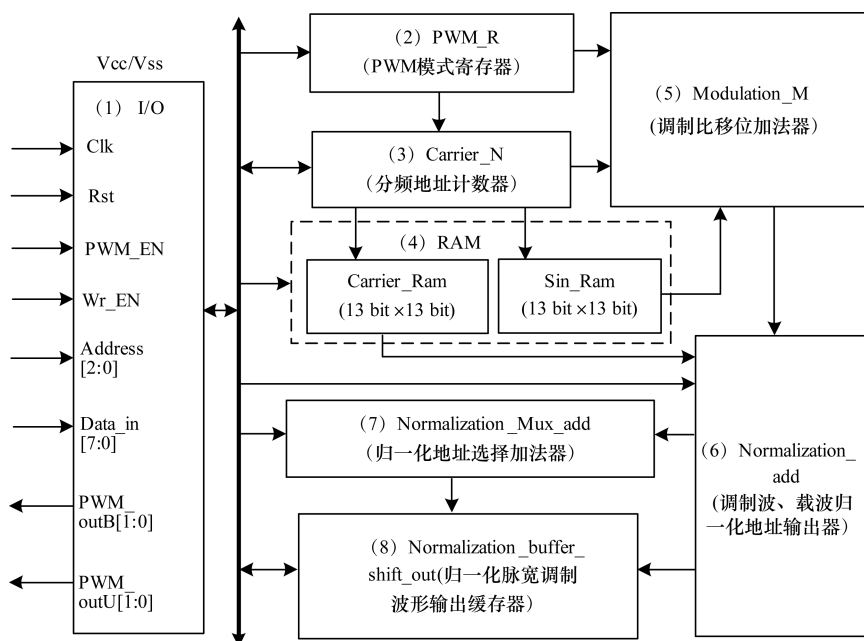 Vcc/Vss
(1) I/O
Clk
Rst
PWM_EN
Wr_EN
Address
[2:0]
Data_in
[7:0]
PWM_
outB[1:0]
PWM_
outU[1:0]
(2) PWM_R
(PWM模式寄存器)
(3) Carrier_N
(分频地址计数器)
(4) RAM
Carrier_Ram
(13 bit ×13 bit)
Sin_Ram
(13 bit ×13 bit)
(5) Modulation_M
(调制比移位加法器)
(6) Normalization_
add
(调制波、载波归
一化地址输出器)
(7) Normalization_Mux_add
(归一化地址选择加法器)
(8) Normalization_buffer_
shift_out(归一化脉宽调制
波形输出缓存器)